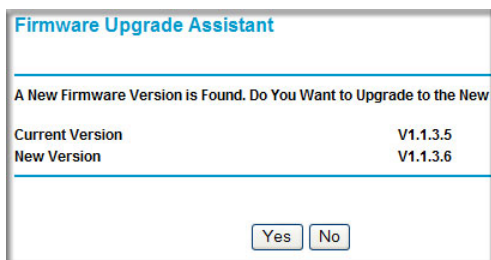 Firmware Upgrade Assistant
A New Firmware Version is Found. Do You Want to Upgrade to the New
Current Version V1.1.3.5
New Version V1.1.3.6
Yes No